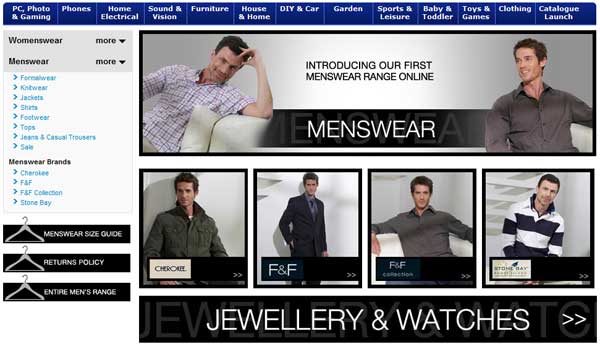 PC, Photo & Gaming
Phones
Home Electrical
Sound & Vision
Furniture
House & Home
DIY & Car
Garden
Sports & Leisure
Baby & Toddler
Toys & Games
Clothing
Catalogue Launch
Womenswear more
Menswear more
Formalwear
Knitwear
Jackets
Shirts
Footwear
Tops
Jeans & Casual Trousers
Sale
Menswear Brands
Cherokee
F&F
F&F Collection
Stone Bay
MENSWEAR SIZE GUIDE
RETURNS POLICY
ENTIRE MEN'S RANGE
INTRODUCING OUR FIRST
MENSWEAR RANGE ONLINE
MENSWEAR
CHEROKEE. >>
F&F
F&F
collection >>
STONE BAY >>
JEWELLERY & WATCHES >>